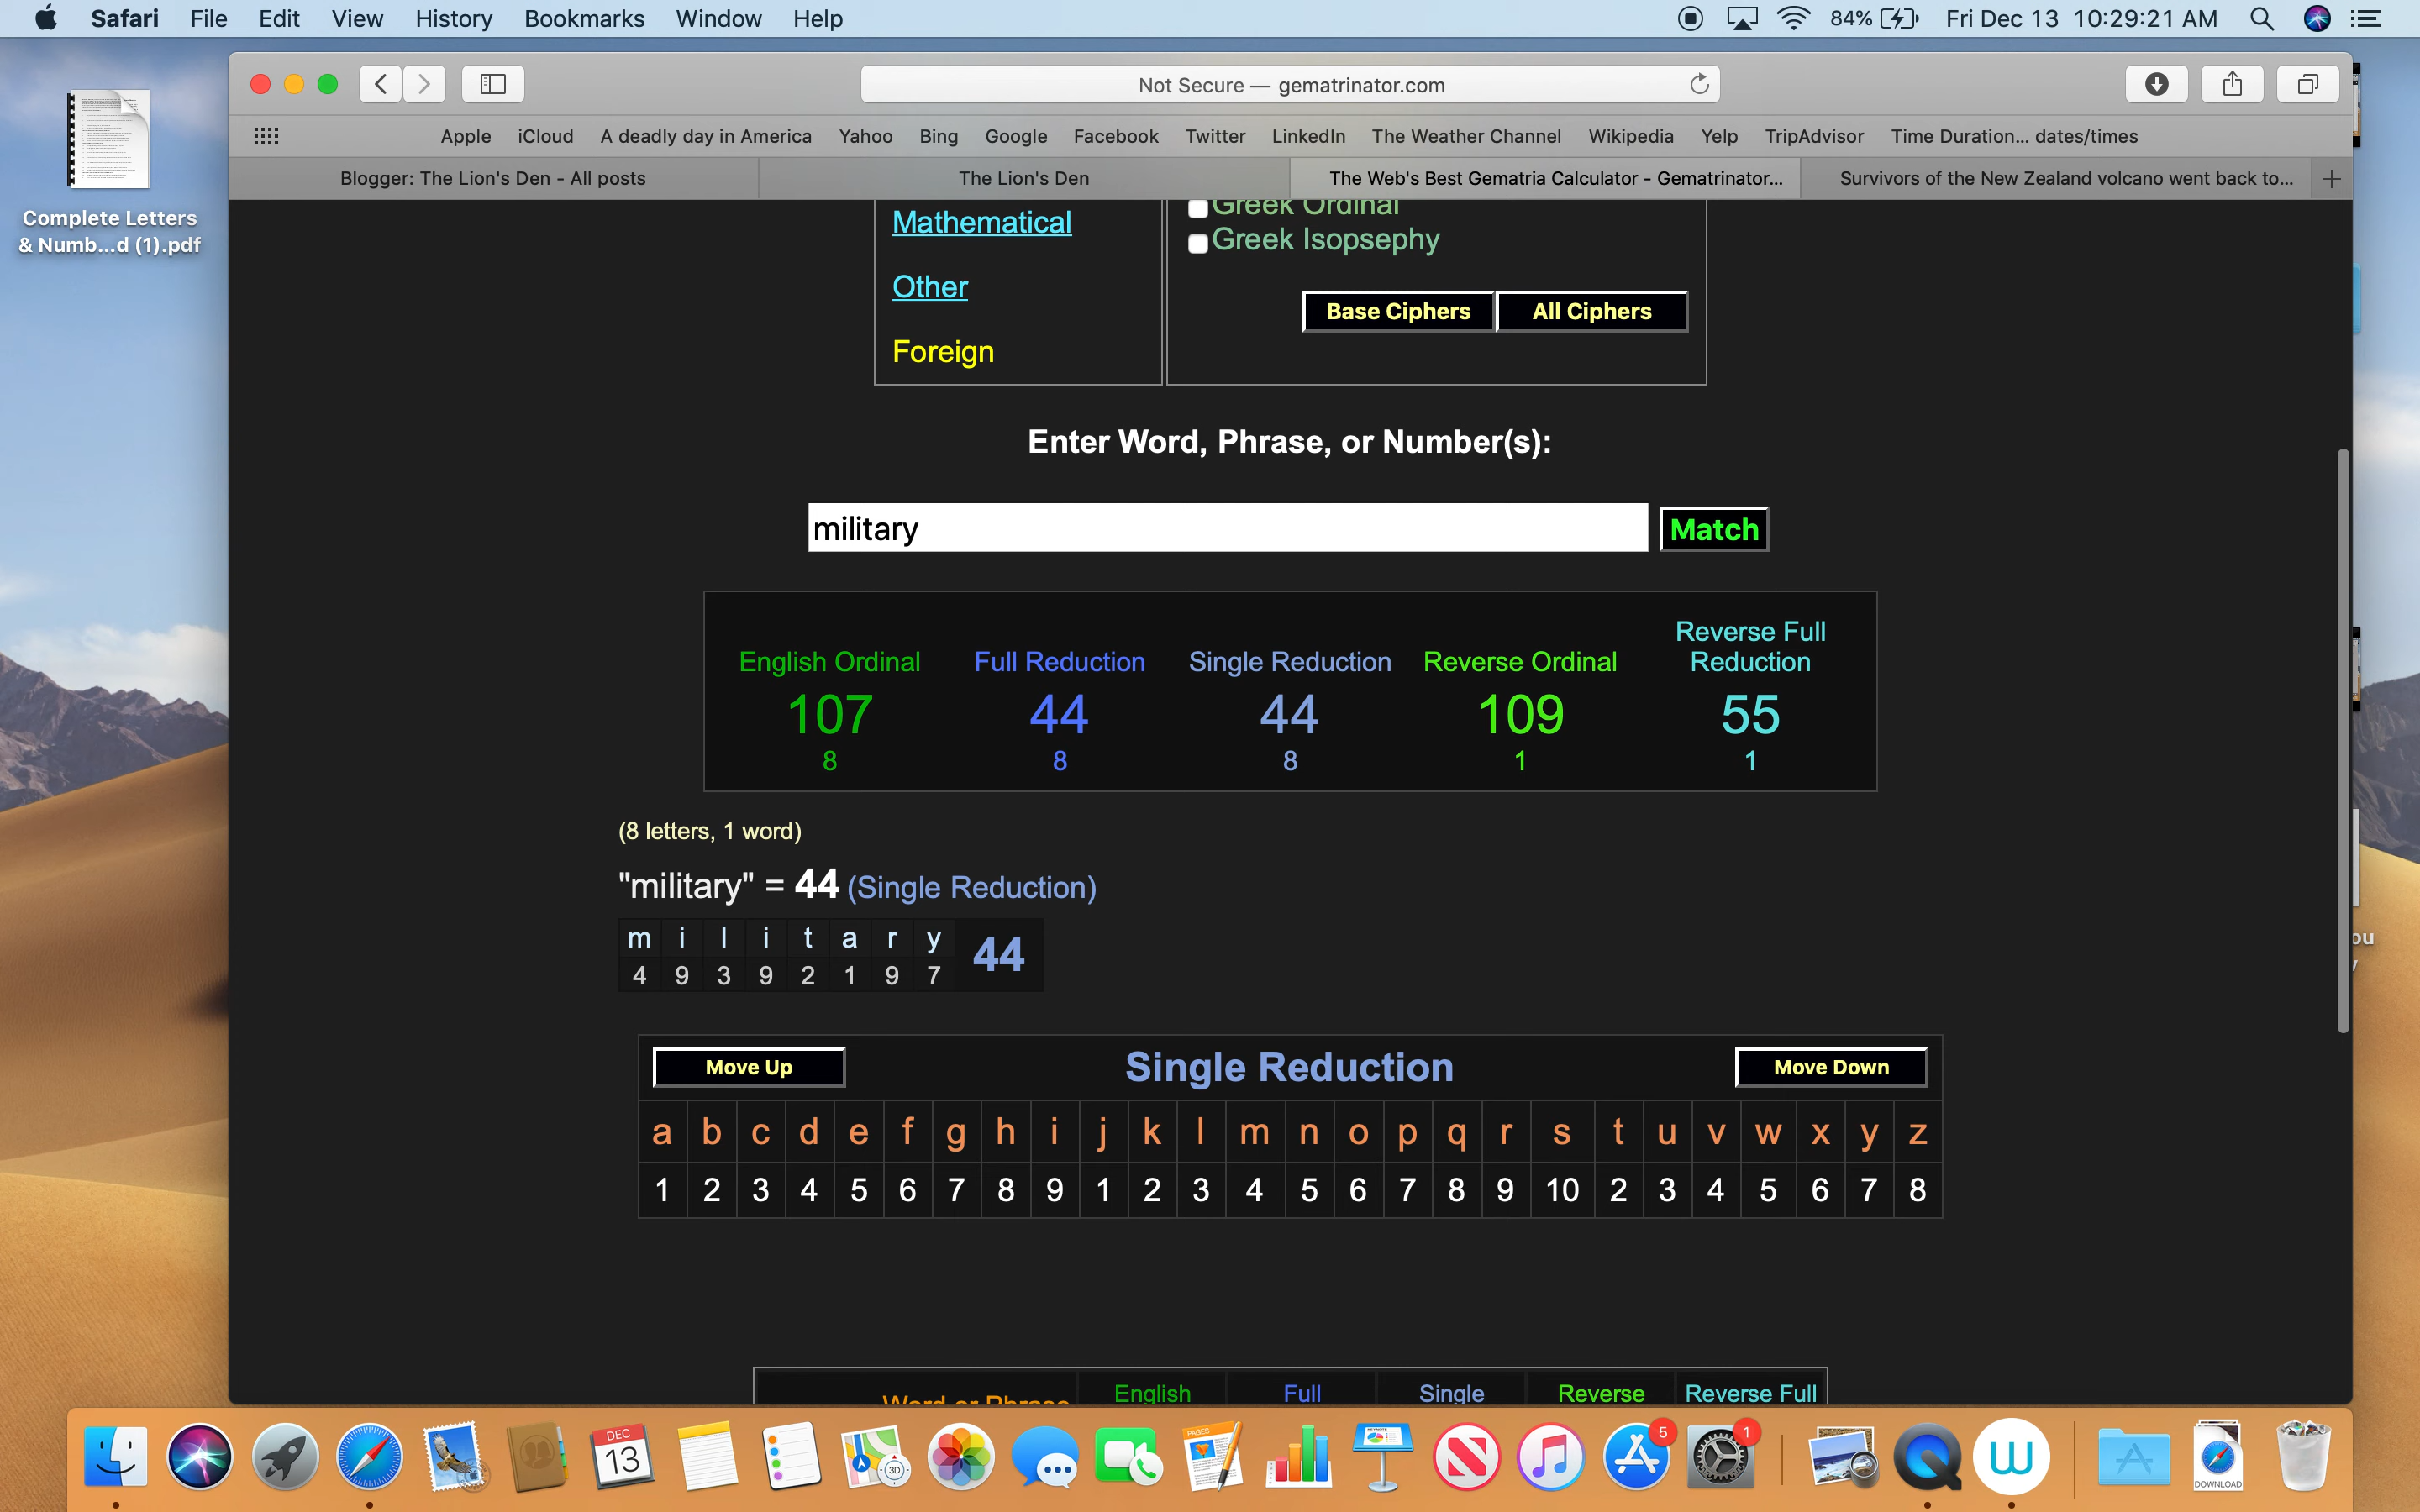 Safari File Edit View History Bookmarks Window Help 84% Fri Dec 13 10:29:21 AM
Not Secure — gematrinator.com
Apple iCloud A deadly day in America Yahoo Bing Google Facebook Twitter LinkedIn The Weather Channel Wikipedia Yelp TripAdvisor Time Duration... dates/times
Blogger: The Lion's Den - All posts The Lion's Den The Web's Best Gematria Calculator - Gematrinator... Survivors of the New Zealand volcano went back to...
Complete Letters
& Numb...d (1).pdf
Mathematical
Other
Foreign
Greek Ordinal
Greek Isopsephy
Base Ciphers All Ciphers
Enter Word, Phrase, or Number(s):
military Match
English Ordinal Full Reduction Single Reduction Reverse Ordinal Reverse Full Reduction
107 44 44 109 55
8 8 8 1 1
(8 letters, 1 word)
"military" = 44 (Single Reduction)
m i l i t a r y 44
4 9 3 9 2 1 9 7
Move Up Single Reduction Move Down
a b c d e f g h i j k l m n o p q r s t u v w x y z
1 2 3 4 5 6 7 8 9 1 2 3 4 5 6 7 8 9 10 2 3 4 5 6 7 8
Word or Phrase English Full Single Reverse Reverse Full
DEC
13
3D
PAGES
5
1
DOWNLOAD